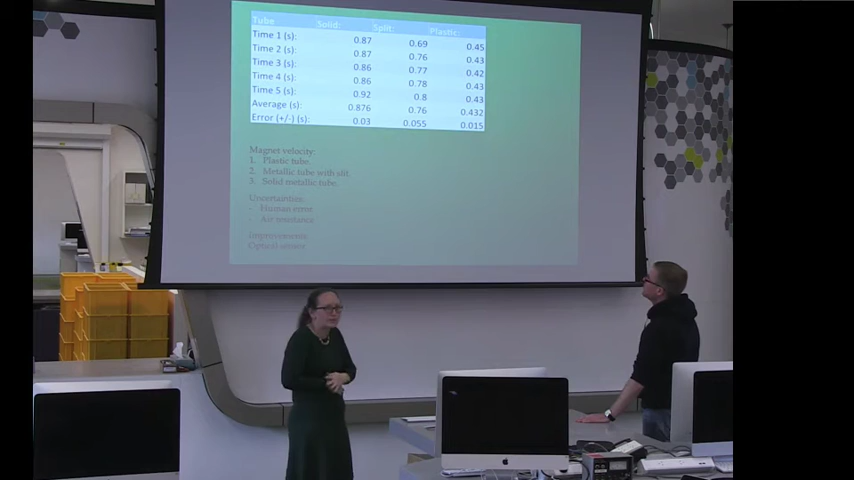 Tube Solid: Split: Plastic:
Time 1 (s): 0.87 0.69 0.45
Time 2 (s): 0.87 0.76 0.43
Time 3 (s): 0.86 0.77 0.42
Time 4 (s): 0.86 0.78 0.43
Time 5 (s): 0.92 0.8 0.43
Average (s): 0.876 0.76 0.432
Error (+/-) (s): 0.03 0.055 0.015
Magnet velocity:
1. Plastic tube.
2. Metallic tube with slit.
3. Solid metallic tube.
Uncertainties:
- Human error
- Air resistance
Improvements:
Optical sensor